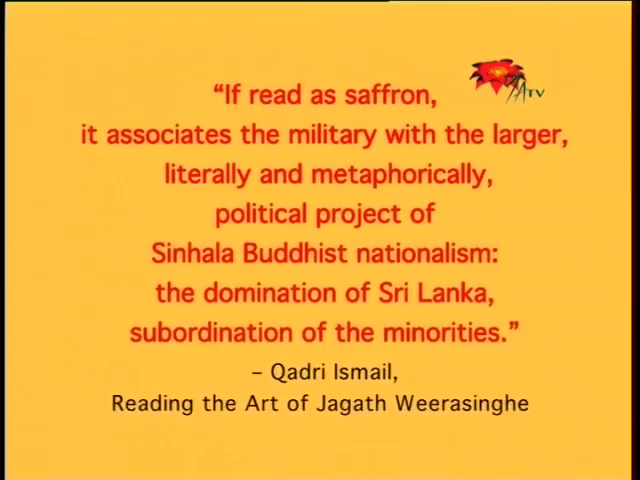 “If read as saffron,
it associates the military with the larger,
literally and metaphorically,
political project of
Sinhala Buddhist nationalism:
the domination of Sri Lanka,
subordination of the minorities.”
– Qadri Ismail,
Reading the Art of Jagath Weerasinghe
TV